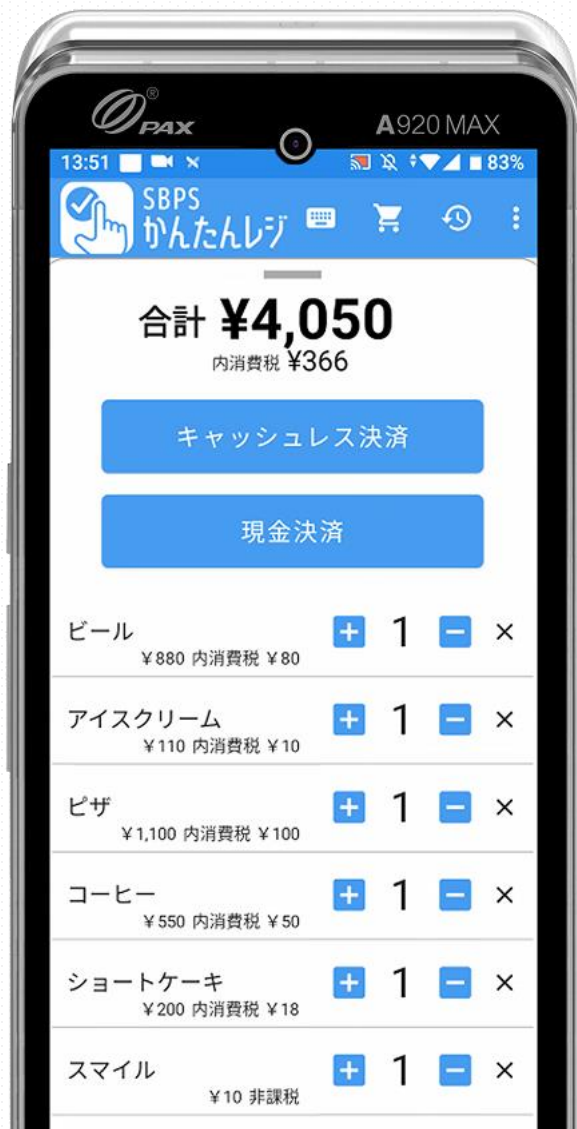 PAX®
A920 MAX
13:51 83%
SBPS
かんたんレジ
合計 ¥4,050
内消費税 ¥366
キャッシュレス決済
現金決済
ビール + 1 − ×
¥880 内消費税 ¥80
アイスクリーム + 1 − ×
¥110 内消費税 ¥10
ピザ + 1 − ×
¥1,100 内消費税 ¥100
コーヒー + 1 − ×
¥550 内消費税 ¥50
ショートケーキ + 1 − ×
¥200 内消費税 ¥18
スマイル + 1 − ×
¥10 非課税